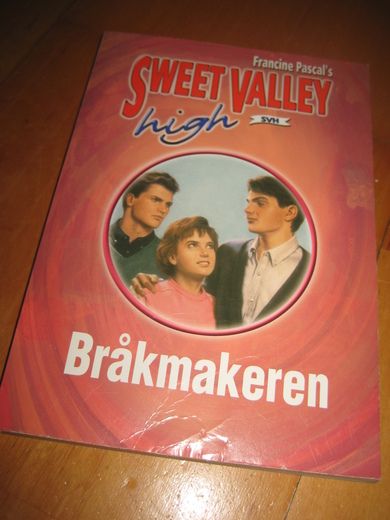 Francine Pascal's
SWEET VALLEY
high SVH
Bråkmakeren